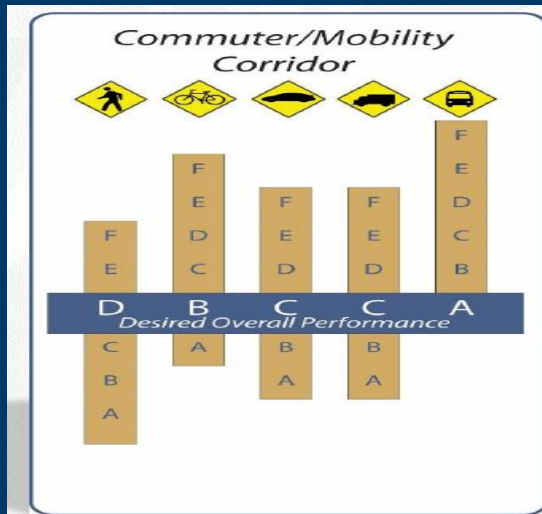 Commuter/Mobility
Corridor
F
F E
E F F D
F D E E C
E C D D B
D B C C A
Desired Overall Performance
C A B B
B A A
A